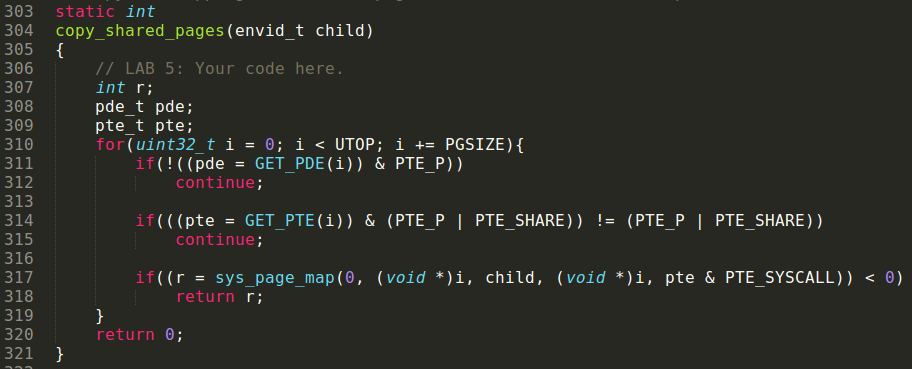 303 static int
304 copy_shared_pages(envid_t child)
305 {
306     // LAB 5: Your code here.
307     int r;
308     pde_t pde;
309     pte_t pte;
310     for(uint32_t i = 0; i < UTOP; i += PGSIZE){
311         if(!((pde = GET_PDE(i)) & PTE_P))
312             continue;
313
314         if(((pte = GET_PTE(i)) & (PTE_P | PTE_SHARE)) != (PTE_P | PTE_SHARE))
315             continue;
316
317         if((r = sys_page_map(0, (void *)i, child, (void *)i, pte & PTE_SYSCALL)) < 0)
318             return r;
319     }
320     return 0;
321 }